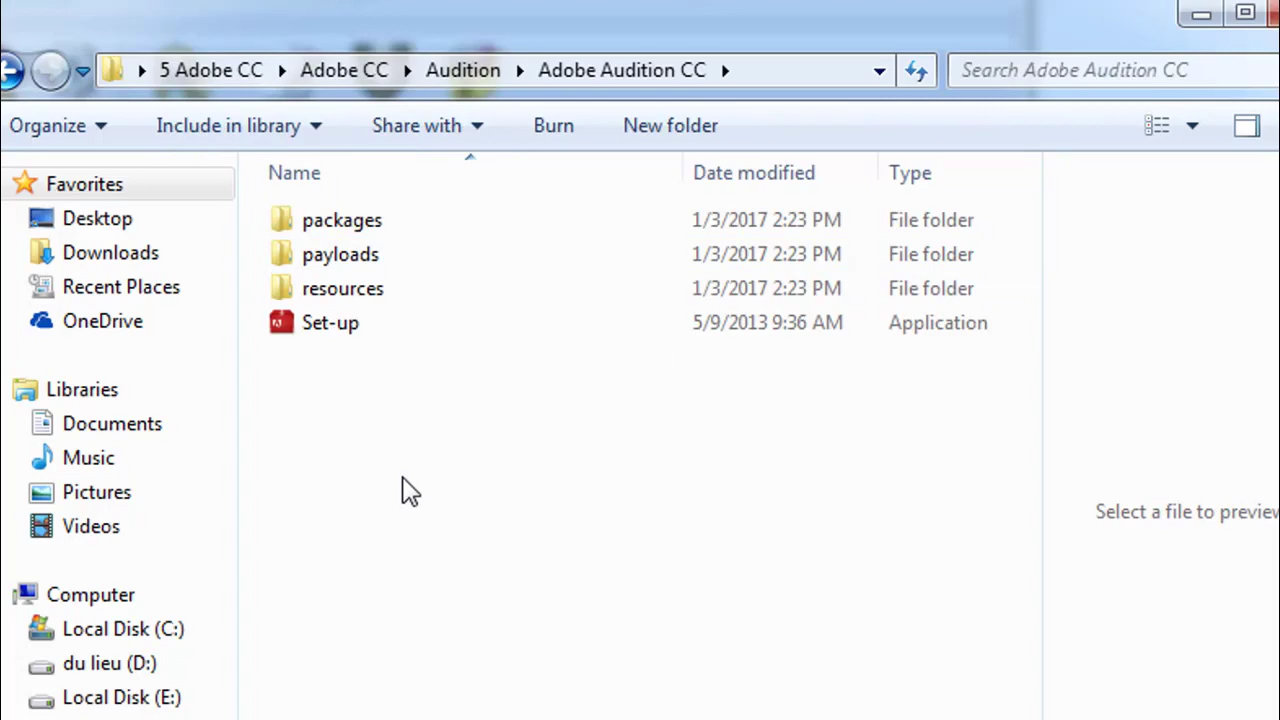 5 Adobe CC Adobe CC Audition Adobe Audition CC Search Adobe Audition CC
Organize Include in library Share with Burn New folder
Favorites
Desktop
Downloads
Recent Places
OneDrive
Libraries
Documents
Music
Pictures
Videos
Computer
Local Disk (C:)
du lieu (D:)
Local Disk (E:)
Name Date modified Type
packages 1/3/2017 2:23 PM File folder
payloads 1/3/2017 2:23 PM File folder
resources 1/3/2017 2:23 PM File folder
Set-up 5/9/2013 9:36 AM Application
Select a file to preview